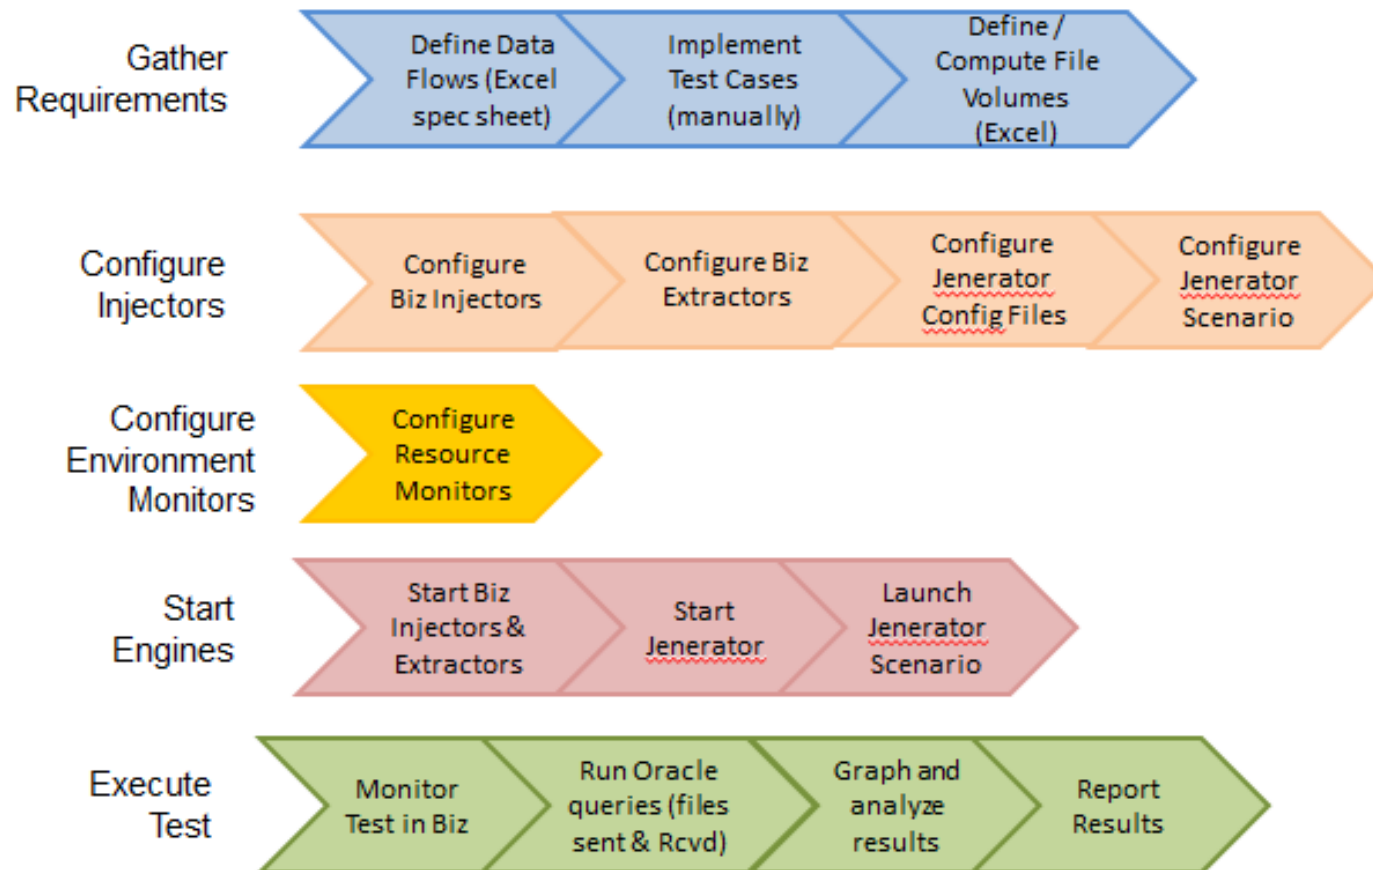 Gather
Requirements
Define Data
Flows (Excel
spec sheet)
Implement
Test Cases
(manually)
Define /
Compute File
Volumes
(Excel)
Configure
Injectors
Configure
Biz Injectors
Configure Biz
Extractors
Configure
Jenerator
Config Files
Configure
Jenerator
Scenario
Configure
Environment
Monitors
Configure
Resource
Monitors
Start
Engines
Start Biz
Injectors &
Extractors
Start
Jenerator
Launch
Jenerator
Scenario
Execute
Test
Monitor
Test in Biz
Run Oracle
queries (files
sent & Rcvd)
Graph and
analyze
results
Report
Results